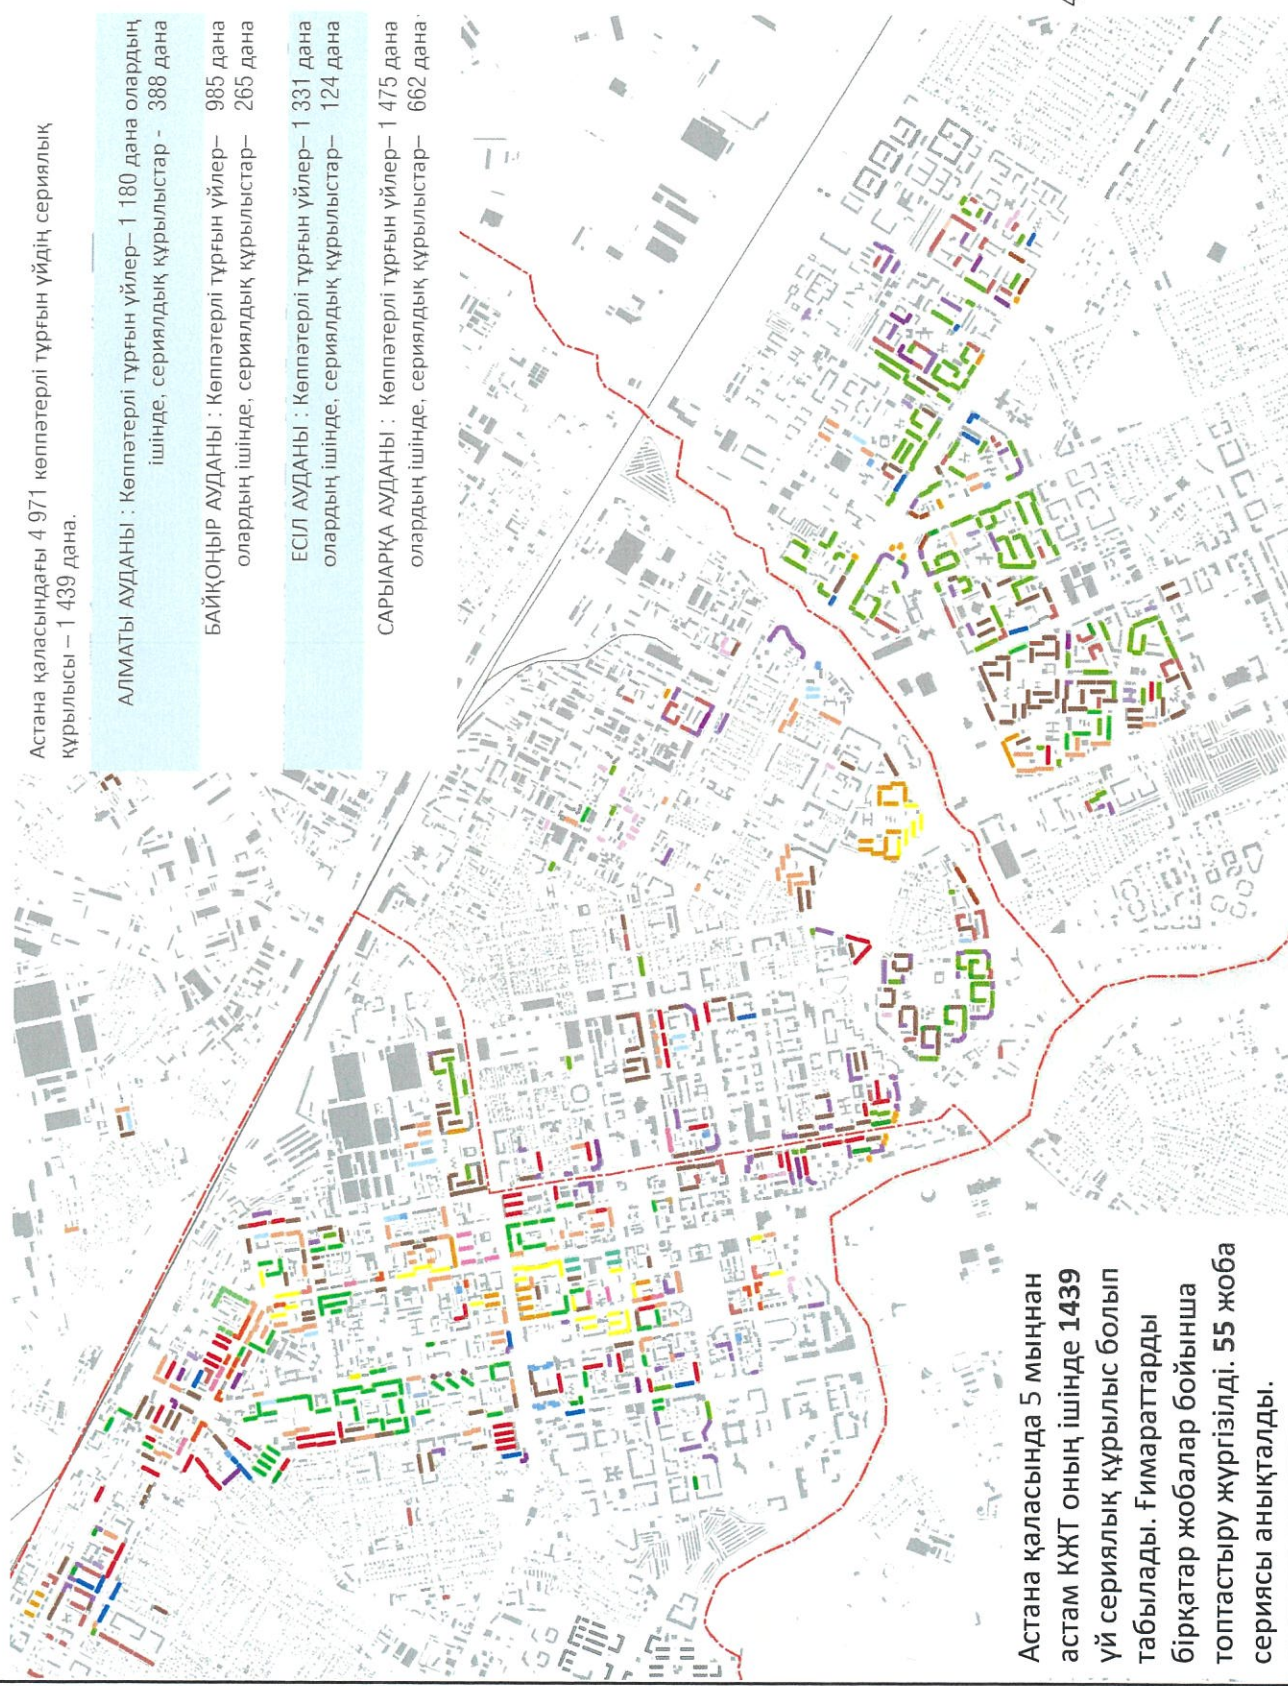 Астана қаласындағы 4 971 көппәтерлі тұрғын үйдің сериялық
құрылысы – 1 439 дана.
АЛМАТЫ АУДАНЫ : Көппәтерлі тұрғын үйлер– 1 180 дана олардың
ішінде, сериялдық құрылыстар - 388 дана
БАЙҚОҢЫР АУДАНЫ : Көппәтерлі тұрғын үйлер– 985 дана
олардың ішінде, сериялдық құрылыстар– 265 дана
ЕСІЛ АУДАНЫ : Көппәтерлі тұрғын үйлер– 1 331 дана
олардың ішінде, сериялдық құрылыстар– 124 дана
САРЫАРҚА АУДАНЫ : Көппәтерлі тұрғын үйлер– 1 475 дана
олардың ішінде, сериялдық құрылыстар– 662 дана
Астана қаласында 5 мыңнан
астам КЖТ оның ішінде 1439
үй сериялық құрылыс болып
табылады. Ғимараттарды
бірқатар жобалар бойынша
топтастыру жүргізілді. 55 жоба
сериясы анықталды.